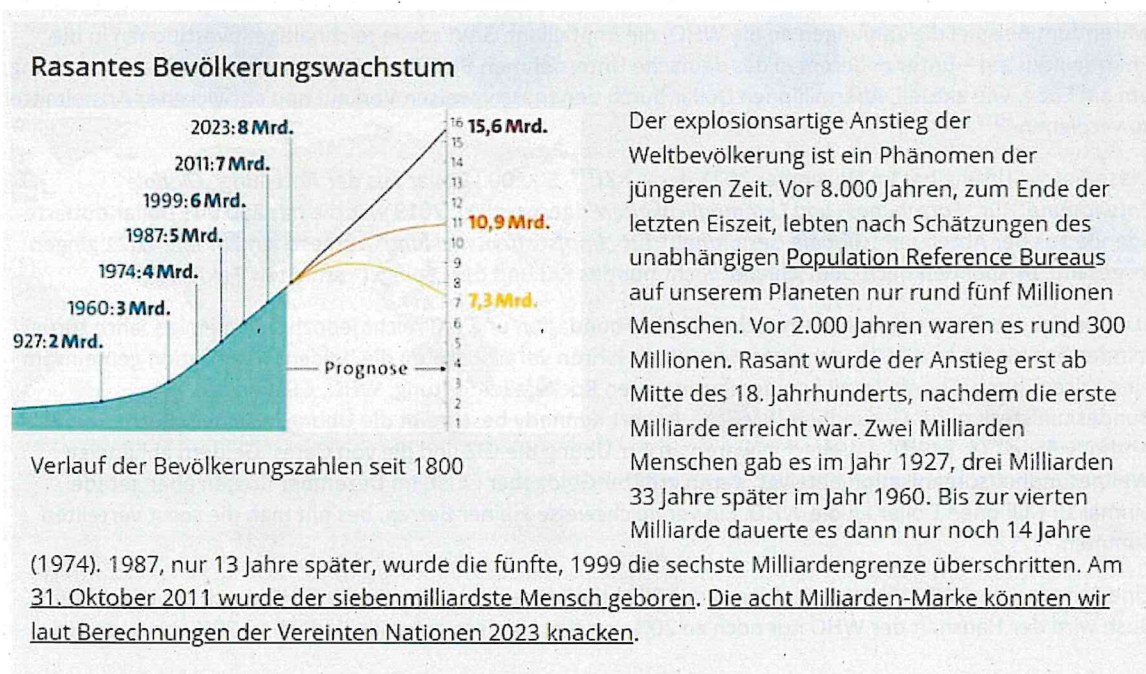 Rasantes Bevölkerungswachstum
2023: 8 Mrd.
2011: 7 Mrd.
1999: 6 Mrd.
1987: 5 Mrd.
1974: 4 Mrd.
1960: 3 Mrd.
927: 2 Mrd.
16
15
14
13
12
11
10
9
8
7
6
5
4
3
2
1
15,6 Mrd.
10,9 Mrd.
7,3 Mrd.
Prognose
Verlauf der Bevölkerungszahlen seit 1800
Der explosionsartige Anstieg der
Weltbevölkerung ist ein Phänomen der
jüngeren Zeit. Vor 8.000 Jahren, zum Ende der
letzten Eiszeit, lebten nach Schätzungen des
unabhängigen Population Reference Bureaus
auf unserem Planeten nur rund fünf Millionen
Menschen. Vor 2.000 Jahren waren es rund 300
Millionen. Rasant wurde der Anstieg erst ab
Mitte des 18. Jahrhunderts, nachdem die erste
Milliarde erreicht war. Zwei Milliarden
Menschen gab es im Jahr 1927, drei Milliarden
33 Jahre später im Jahr 1960. Bis zur vierten
Milliarde dauerte es dann nur noch 14 Jahre
(1974). 1987, nur 13 Jahre später, wurde die fünfte, 1999 die sechste Milliardengrenze überschritten. Am
31. Oktober 2011 wurde der siebenmilliardste Mensch geboren. Die acht Milliarden-Marke könnten wir
laut Berechnungen der Vereinten Nationen 2023 knacken.